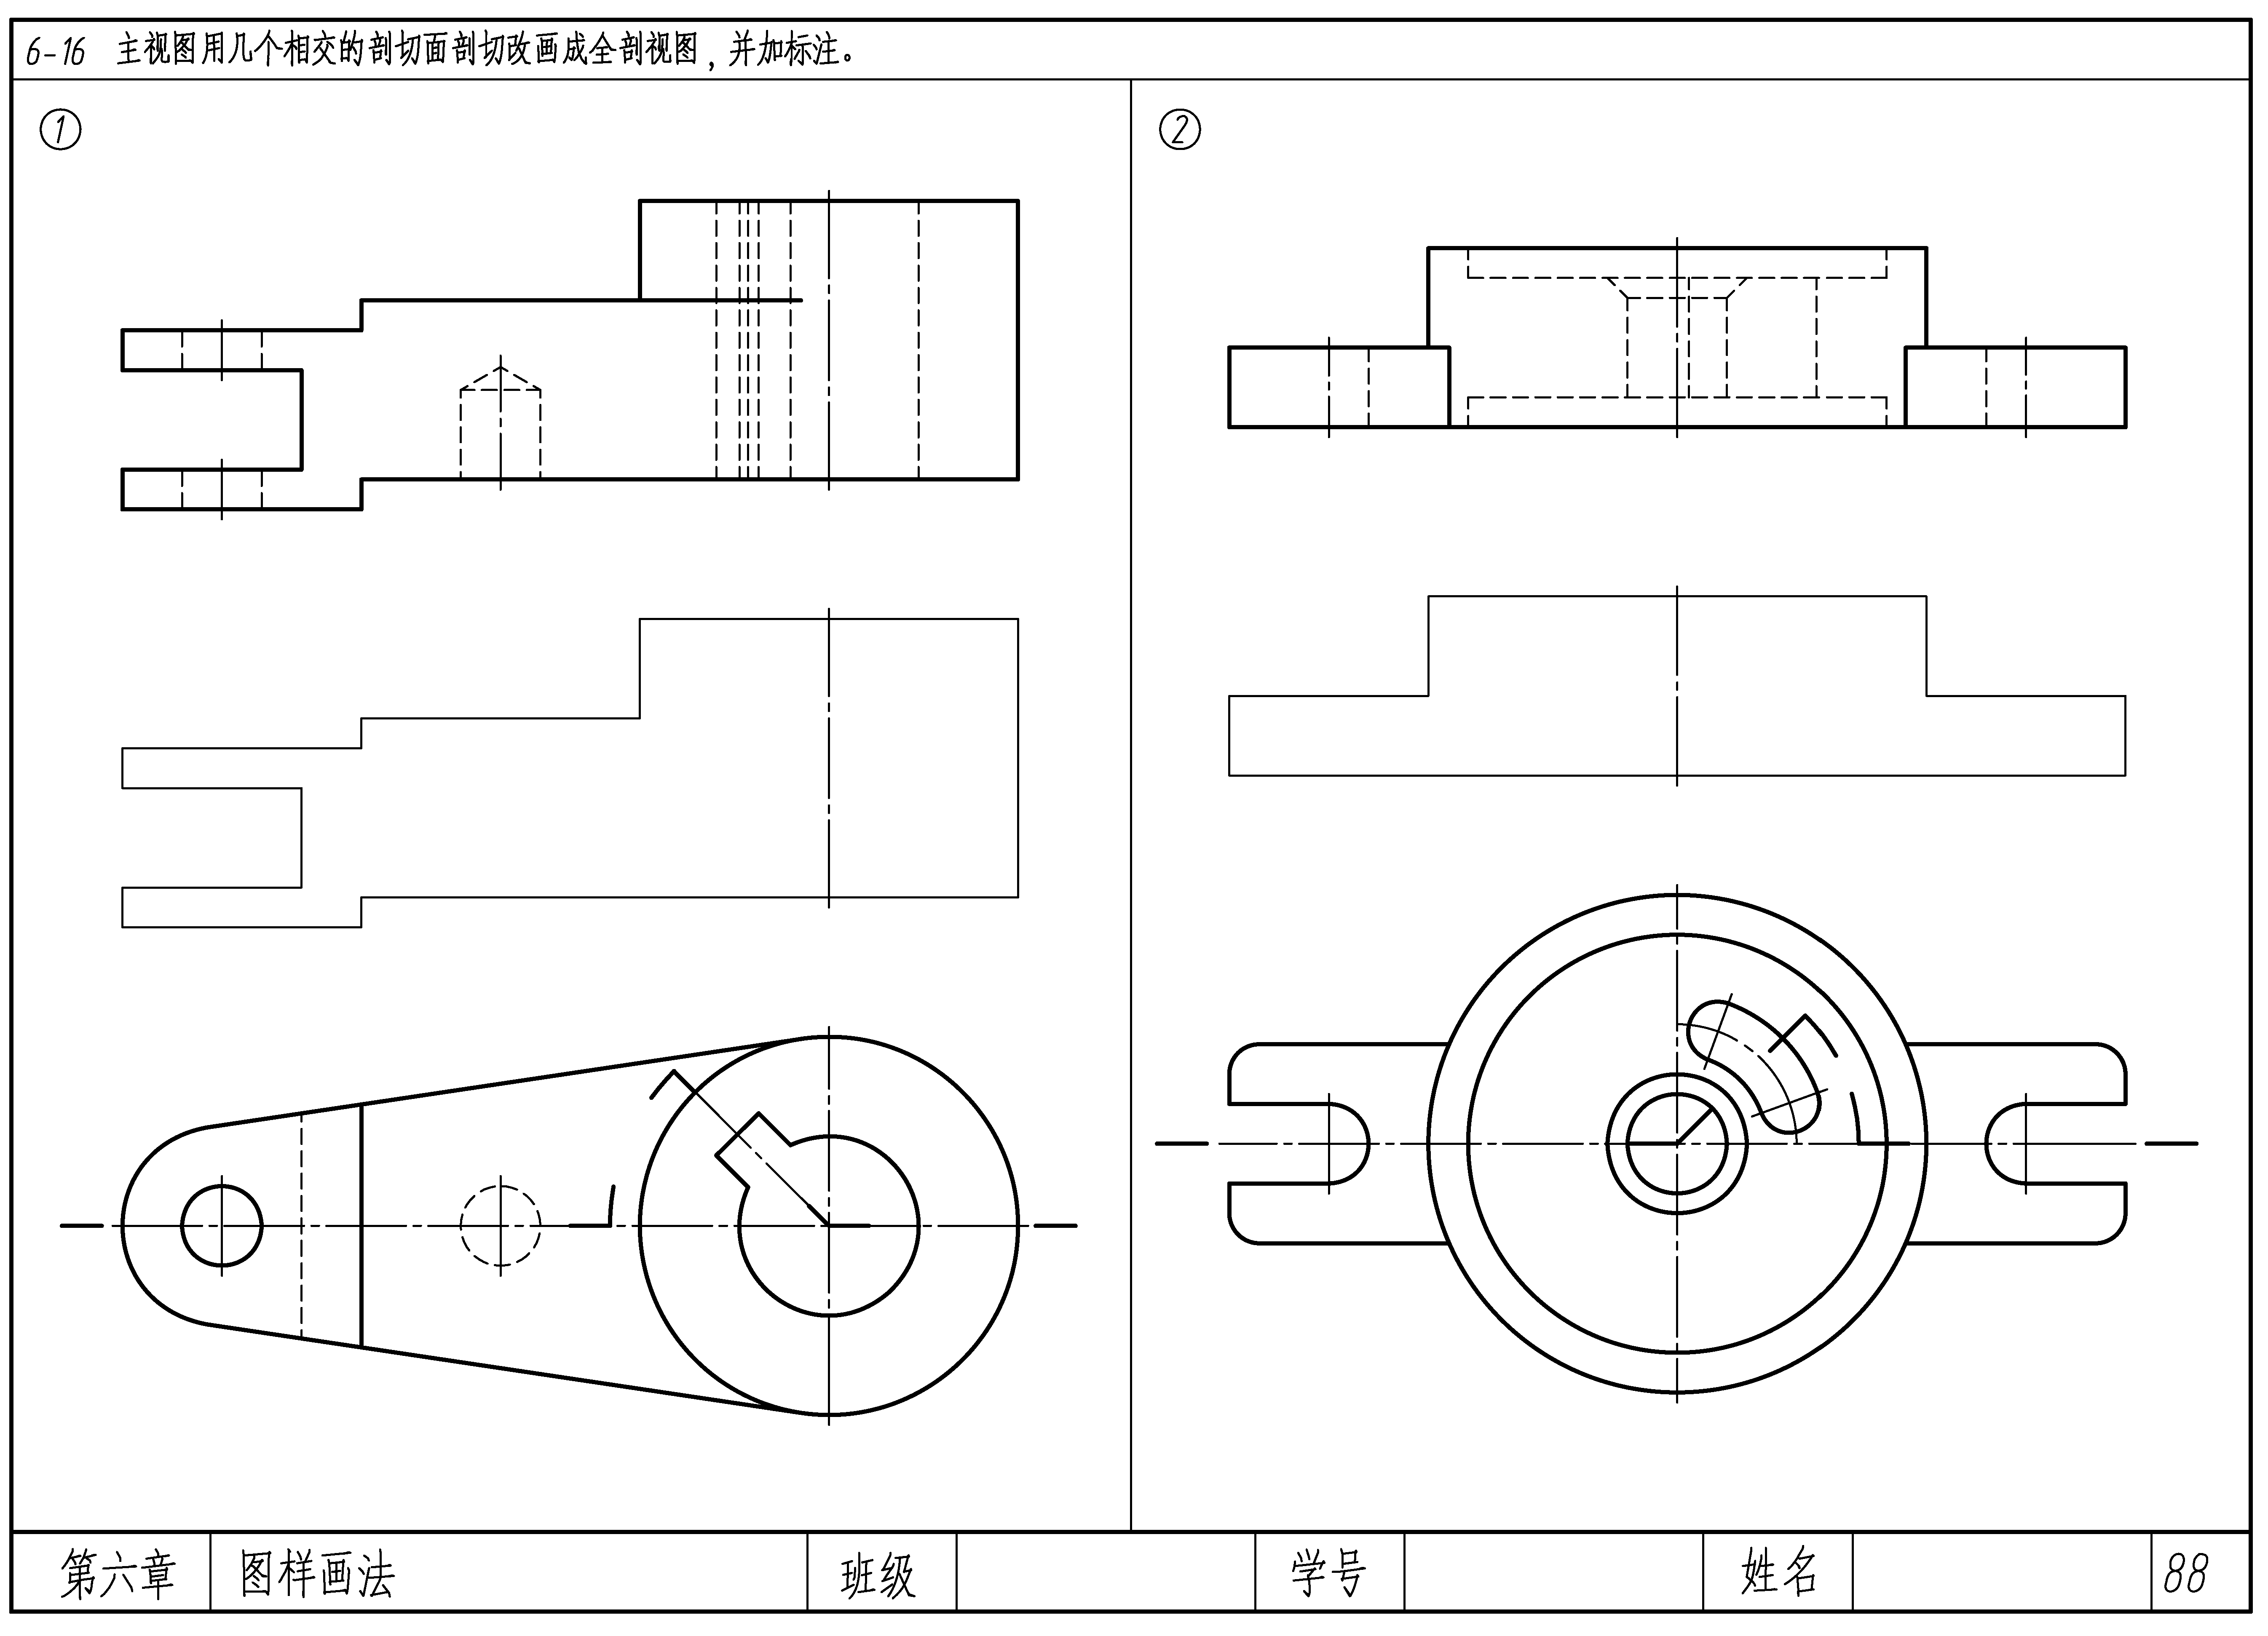 6-16 主视图用几个相交的剖切面剖切改画成全剖视图，并加标注。
①
②
第六章 图样画法 班级 学号 姓名 88